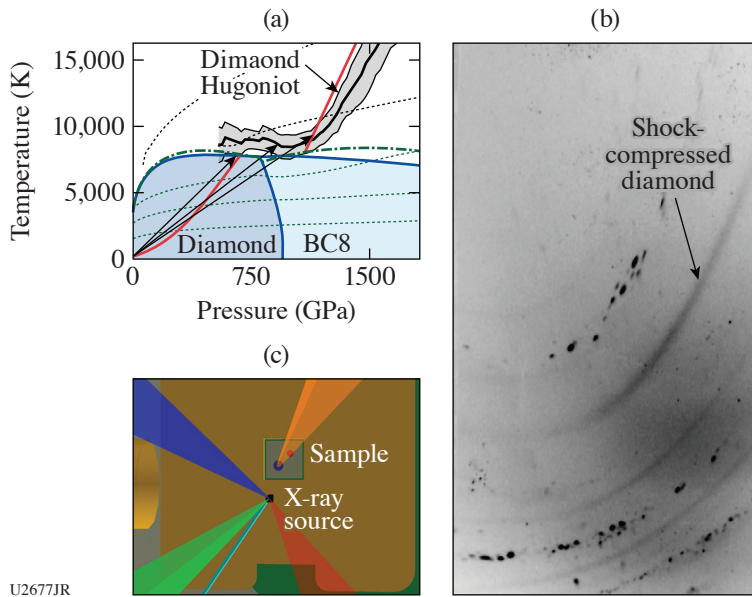 (a)
Temperature (K)
15,000
10,000
5,000
0
Dimaond
Hugoniot
Diamond
BC8
0
750
1500
Pressure (GPa)
(b)
Shock-
compressed
diamond
(c)
Sample
X-ray
source
U2677JR